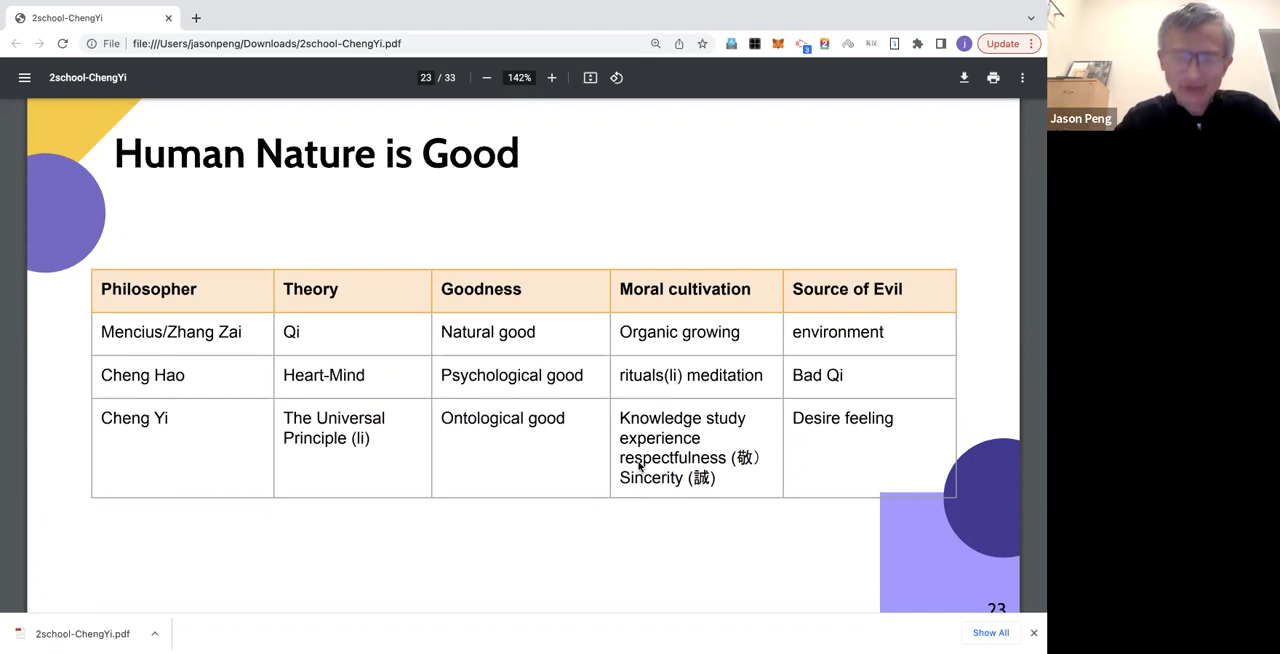 2school-ChengYi
File
file:///Users/jasonpeng/Downloads/2school-ChengYi.pdf
Update
2school-ChengYi
23 / 33
142%
Jason Peng
Human Nature is Good
Philosopher Theory Goodness Moral cultivation Source of Evil
Mencius/Zhang Zai Qi Natural good Organic growing environment
Cheng Hao Heart-Mind Psychological good rituals(li) meditation Bad Qi
Cheng Yi The Universal Ontological good Knowledge study Desire feeling
Principle (li) experience
respectfulness (敬）
Sincerity (誠)
23
2school-ChengYi.pdf
Show All